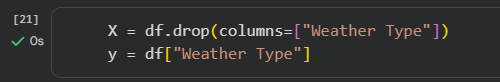 [21]
0s
X = df.drop(columns=["Weather Type"])
y = df["Weather Type"]